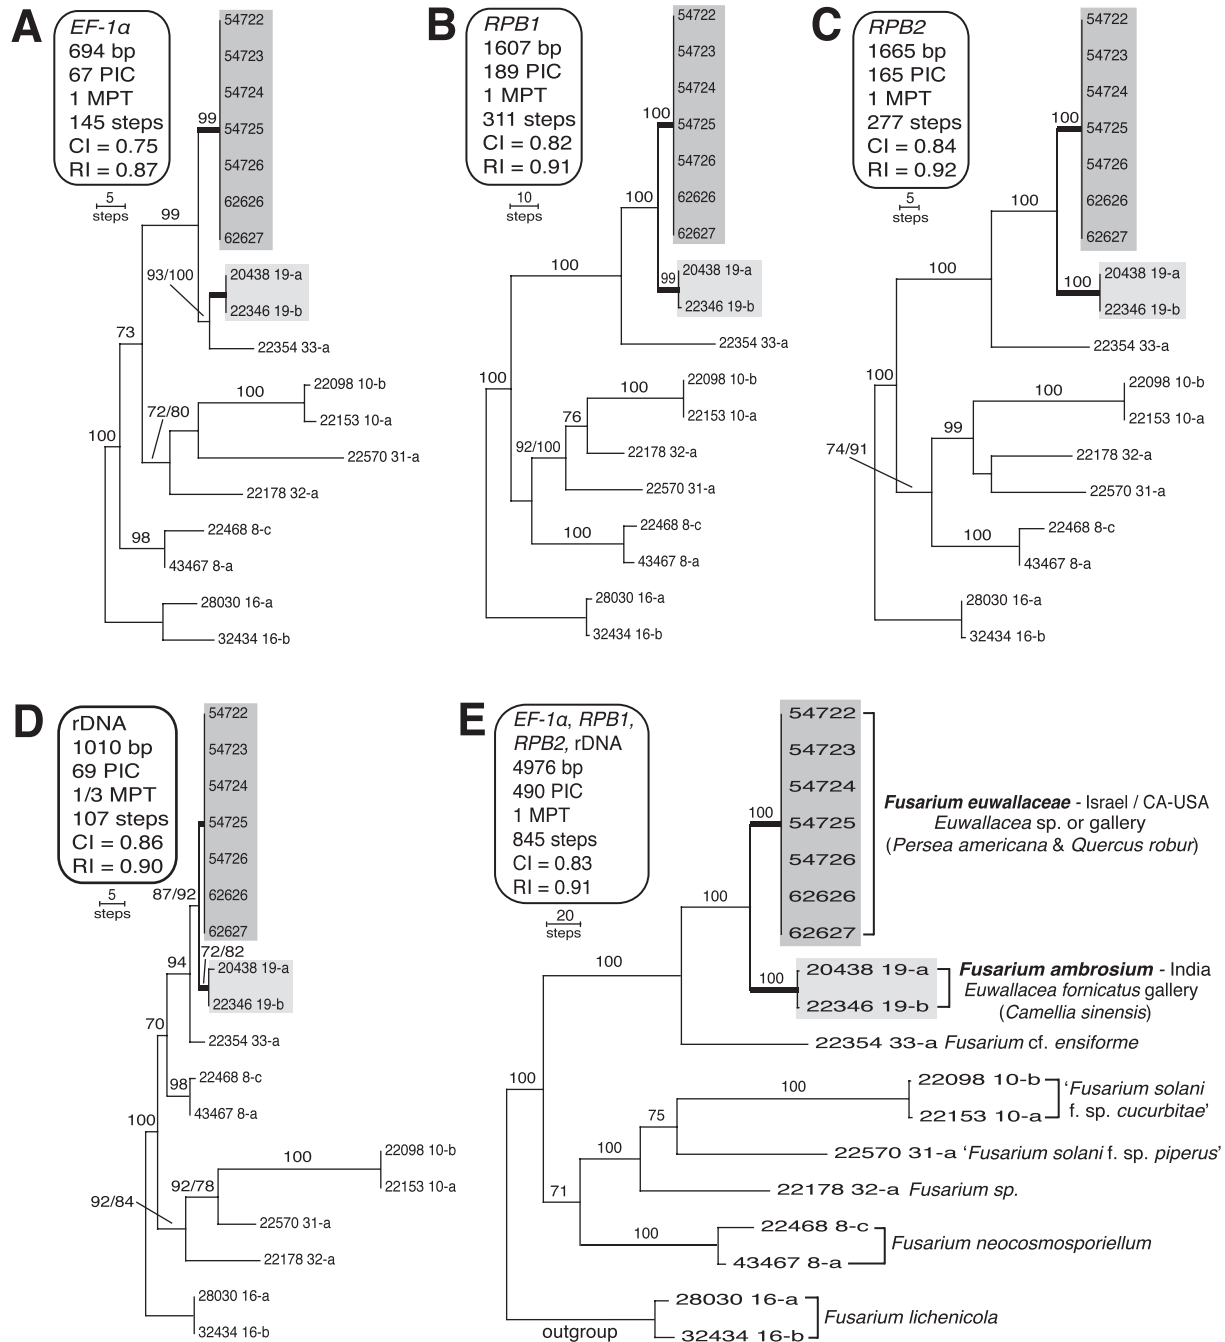 A
EF-1α
694 bp
67 PIC
1 MPT
145 steps
CI = 0.75
RI = 0.87
5
steps
54722
54723
54724
99
54725
54726
62626
62627
99
93/100
20438 19-a
22346 19-b
22354 33-a
73
22098 10-b
100
22153 10-a
72/80
22570 31-a
100
22178 32-a
22468 8-c
98
43467 8-a
28030 16-a
32434 16-b
B
RPB1
1607 bp
189 PIC
1 MPT
311 steps
CI = 0.82
RI = 0.91
10
steps
54722
54723
54724
100
54725
54726
62626
62627
100
100
20438 19-a
99
22346 19-b
22354 33-a
100
22098 10-b
100
22153 10-a
76
22178 32-a
92/100
22570 31-a
22468 8-c
100
43467 8-a
28030 16-a
32434 16-b
C
RPB2
1665 bp
165 PIC
1 MPT
277 steps
CI = 0.84
RI = 0.92
5
steps
54722
54723
54724
100
54725
54726
62626
62627
100
100
20438 19-a
100
22346 19-b
22354 33-a
100
22098 10-b
100
22153 10-a
99
74/91
22178 32-a
22570 31-a
22468 8-c
100
43467 8-a
28030 16-a
32434 16-b
D
rDNA
1010 bp
69 PIC
1/3 MPT
107 steps
CI = 0.86
RI = 0.90
5
steps
54722
54723
54724
54725
54726
62626
62627
87/92
72/82
94
20438 19-a
22346 19-b
22354 33-a
70
22468 8-c
98
43467 8-a
100
22098 10-b
100
22153 10-a
92/78
92/84
22570 31-a
22178 32-a
28030 16-a
32434 16-b
E
EF-1α, RPB1,
RPB2, rDNA
4976 bp
490 PIC
1 MPT
845 steps
CI = 0.83
RI = 0.91
20
steps
54722
54723
54724
100
54725
54726
62626
62627
Fusarium euwallaceae - Israel / CA-USA
Euwallacea sp. or gallery
(Persea americana & Quercus robur)
100
100
100
20438 19-a
22346 19-b
Fusarium ambrosium - India
Euwallacea fornicatus gallery
(Camellia sinensis)
22354 33-a Fusarium cf. ensiforme
100
100
22098 10-b
22153 10-a
'Fusarium solani
f. sp. cucurbitae'
75
22570 31-a 'Fusarium solani f. sp. piperus'
100
22178 32-a Fusarium sp.
71
100
22468 8-c
43467 8-a
Fusarium neocosmosporiellum
28030 16-a
32434 16-b
Fusarium lichenicola
outgroup